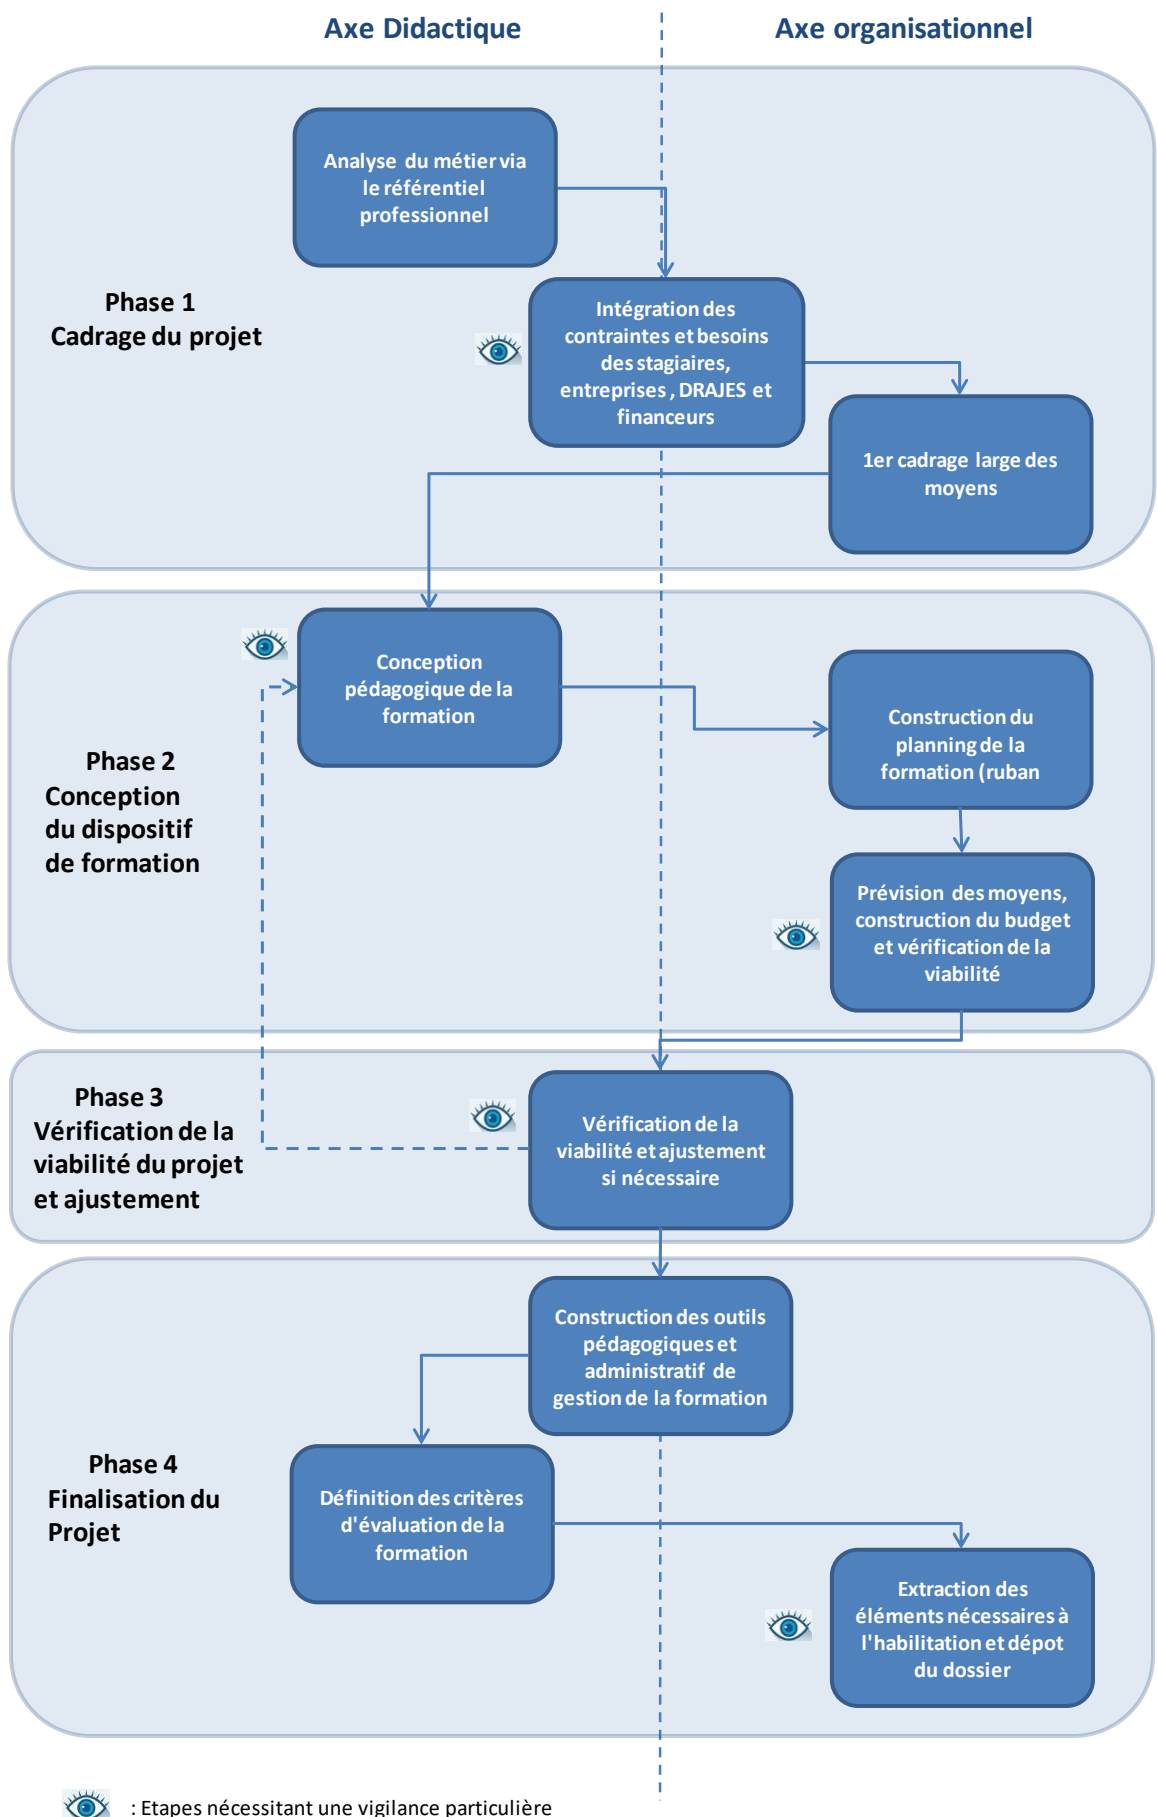 Axe Didactique
Axe organisationnel
Analyse du métier via
le référentiel
professionnel
Phase 1
Cadrage du projet
Intégration des
contraintes et besoins
des stagiaires,
entreprises , DRAJES et
financeurs
1er cadrage large des
moyens
Conception
pédagogique de la
formation
Construction du
planning de la
formation (ruban
Phase 2
Conception
du dispositif
de formation
Prévision des moyens,
construction du budget
et vérification de la
viabilité
Phase 3
Vérification de la
viabilité du projet
et ajustement
Vérification de la
viabilité et ajustement
si nécessaire
Construction des outils
pédagogiques et
administratif de
gestion de la formation
Phase 4
Finalisation du
Projet
Définition des critères
d'évaluation de la
formation
Extraction des
éléments nécessaires à
l'habilitation et dépot
du dossier
: Etapes nécessitant une vigilance particulière